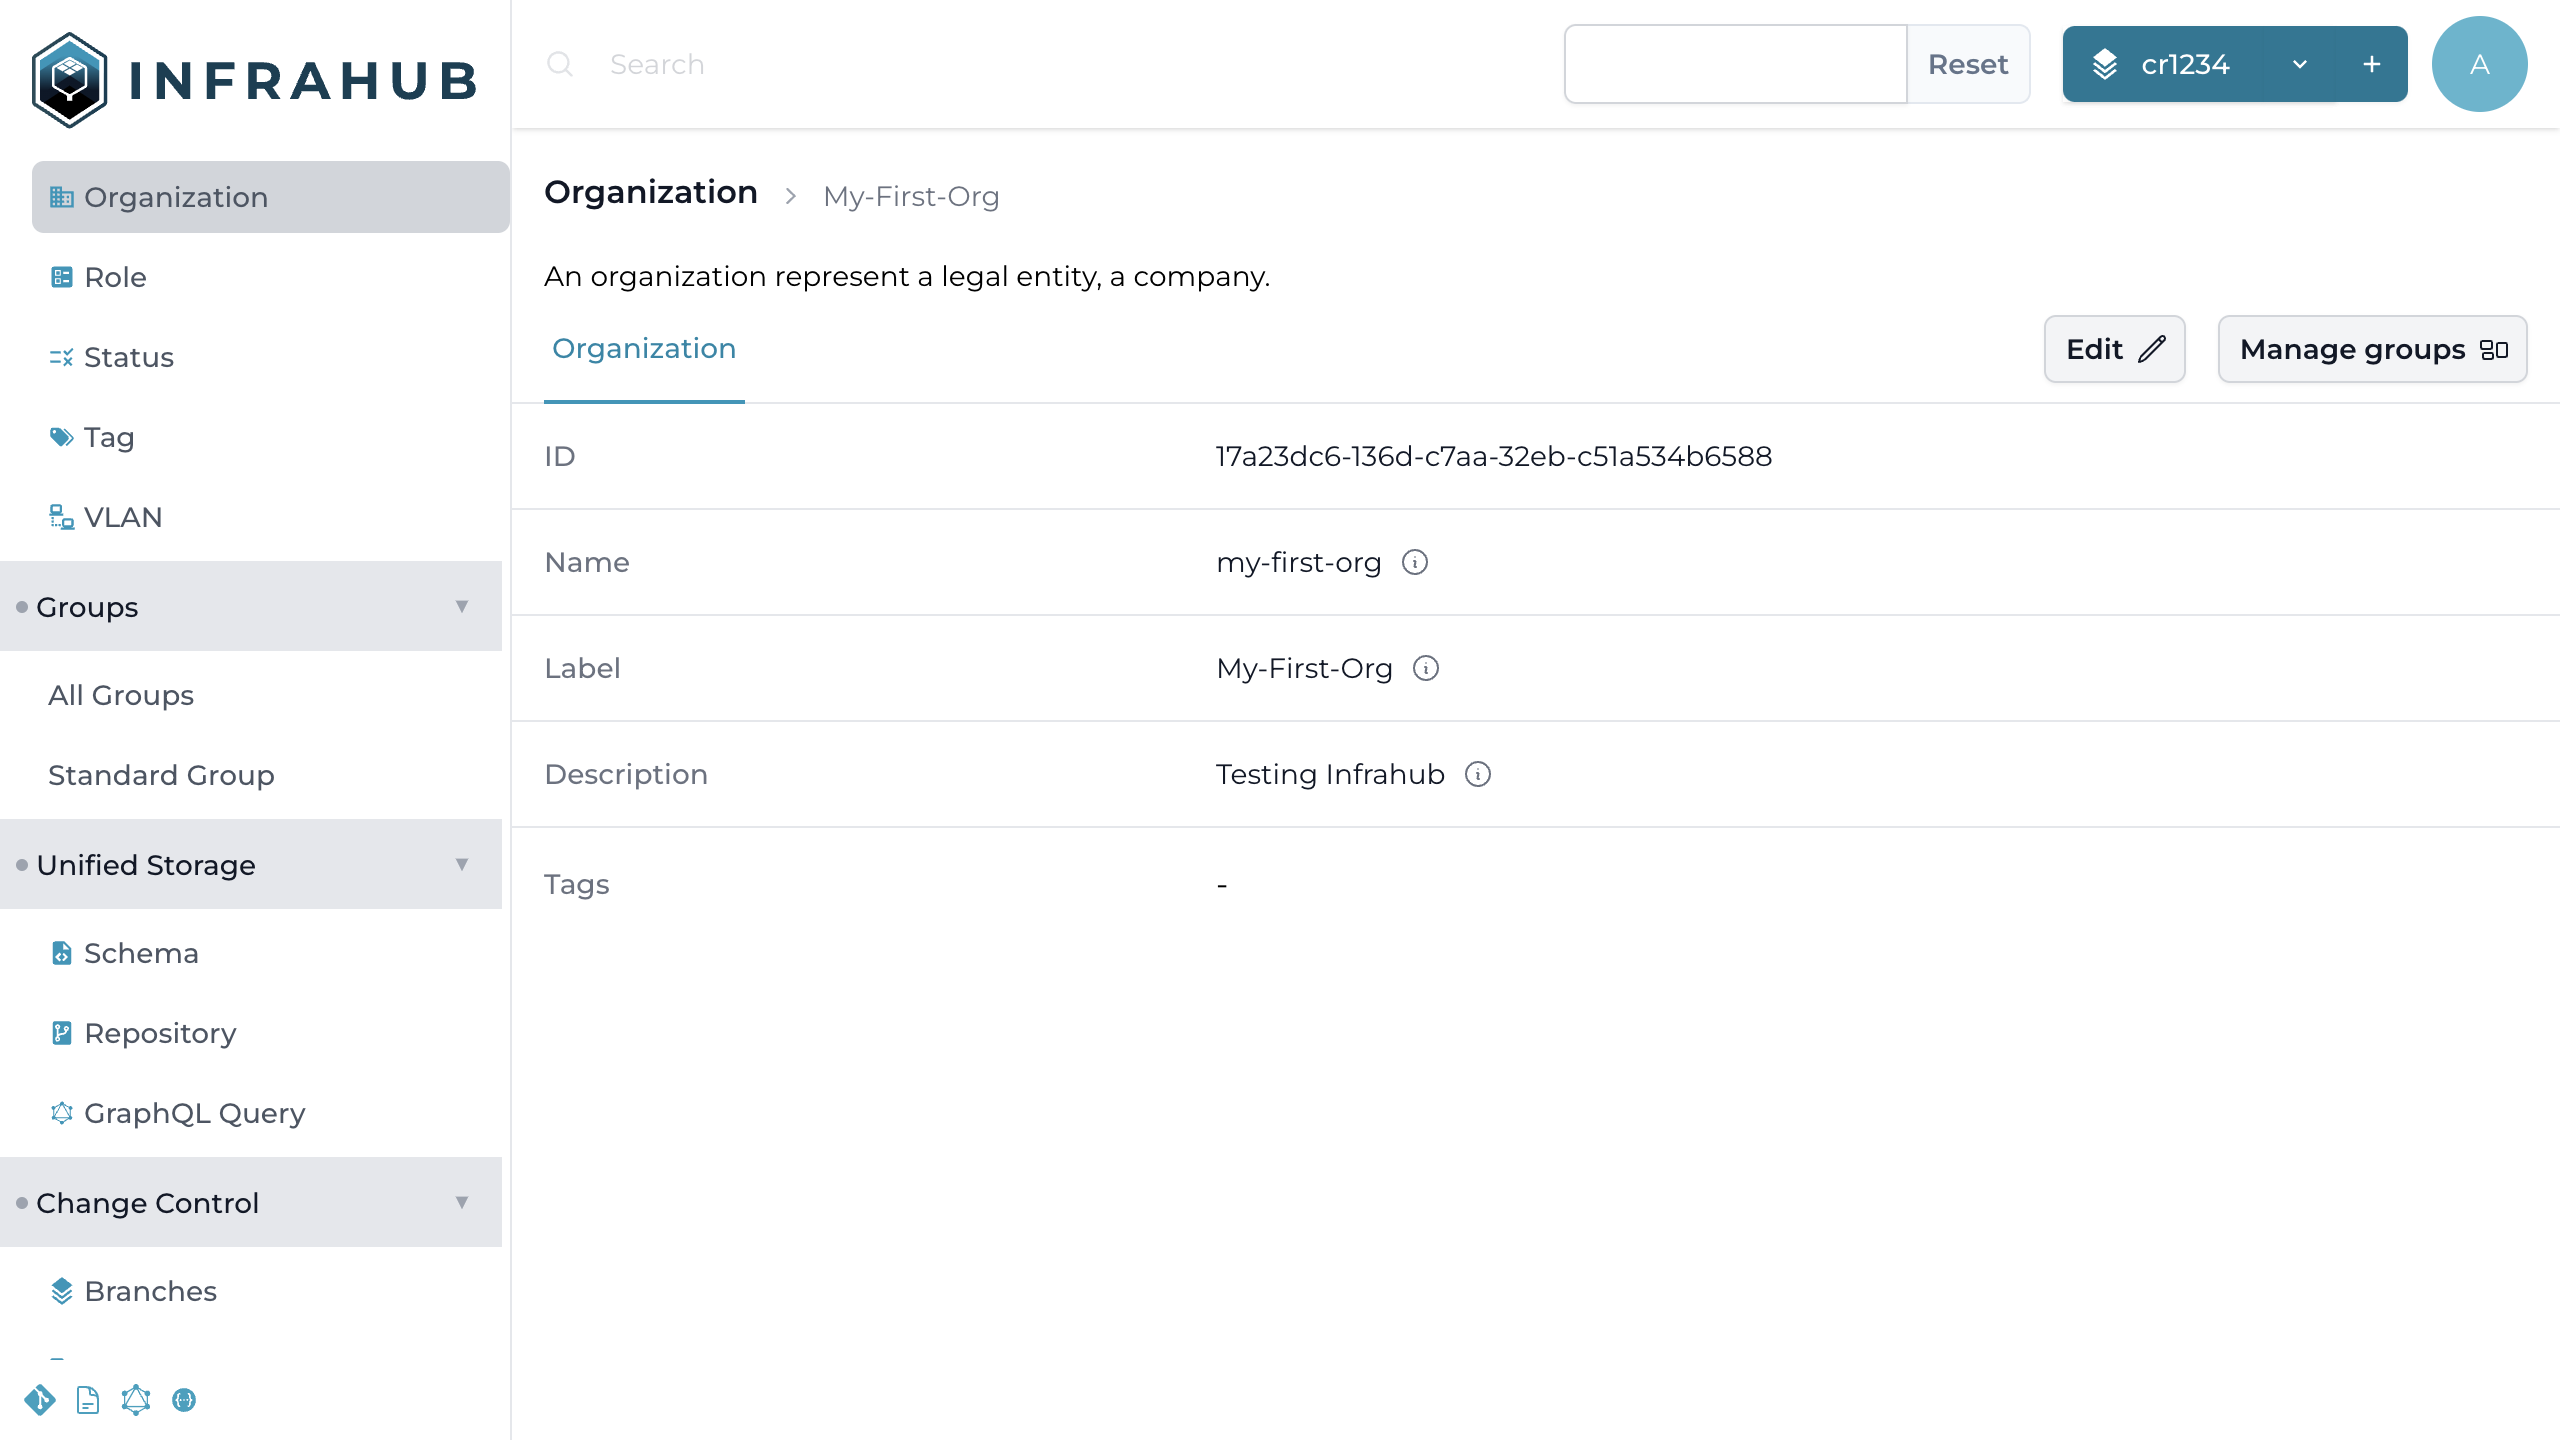 INFRAHUB
Organization
Role
Status
Tag
VLAN
Groups
All Groups
Standard Group
Unified Storage
Schema
Repository
GraphQL Query
Change Control
Branches
Search
Reset
cr1234
+
A
Organization > My-First-Org
An organization represent a legal entity, a company.
Organization
Edit
Manage groups
ID 17a23dc6-136d-c7aa-32eb-c51a534b6588
Name my-first-org
Label My-First-Org
Description Testing Infrahub
Tags -